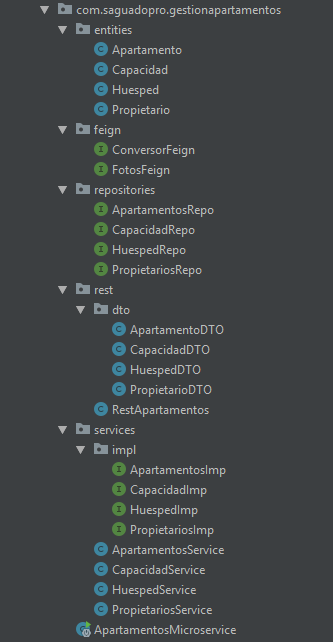 com.saguadopro.gestionapartamentos
entities
Apartamento
Capacidad
Huesped
Propietario
feign
ConversorFeign
FotosFeign
repositories
ApartamentosRepo
CapacidadRepo
HuespedRepo
PropietariosRepo
rest
dto
ApartamentoDTO
CapacidadDTO
HuespedDTO
PropietarioDTO
RestApartamentos
services
impl
ApartamentosImp
CapacidadImp
HuespedImp
PropietariosImp
ApartamentosService
CapacidadService
HuespedService
PropietariosService
ApartamentosMicroservice